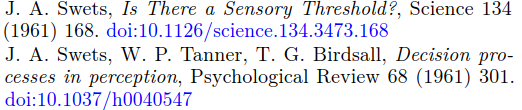 J. A. Swets, Is There a Sensory Threshold?, Science 134
(1961) 168. doi:10.1126/science.134.3473.168
J. A. Swets, W. P. Tanner, T. G. Birdsall, Decision pro-
cesses in perception, Psychological Review 68 (1961) 301.
doi:10.1037/h0040547